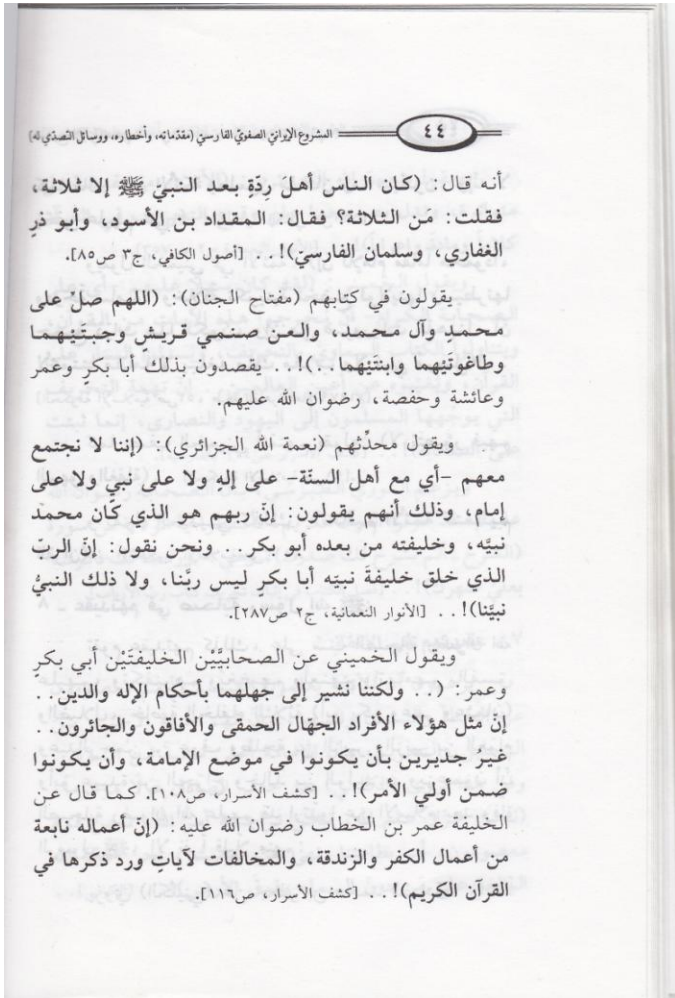 ٤٤ المشروع الإيراني الصفوي الفارسي (مقدّماته، وأخطاره، ووسائل التصدّي له)
أنه قال: (كان الناس أهلَ رِدّةٍ بعد النبيّ ﷺ إلا ثلاثة،
فقلت: مَن الثلاثة؟ فقال: المقداد بن الأسود، وأبو ذرٍ
الغفاري، وسلمان الفارسيّ)!.. [أصول الكافي، ج٣ ص٨٥].
يقولون في كتابهم (مفتاح الجنان): (اللهم صلِّ على
محمدٍ وآل محمد، والعن صنمي قريشٍ وجبتَيْهما
وطاغوتَيْهما وابنتَيْهما..)!.. يقصدون بذلك أبا بكرٍ وعمر
وعائشة وحفصة، رضوان الله عليهم.
ويقول محدّثهم (نعمة الله الجزائري): (إننا لا نجتمع
معهم -أي مع أهل السنّة- على إلهٍ ولا على نبيٍّ ولا على
إمام، وذلك أنهم يقولون: إنّ ربهم هو الذي كان محمد
نبيَّه، وخليفته من بعده أبو بكر.. ونحن نقول: إنّ الربّ
الذي خلق خليفةَ نبيّه أبا بكرٍ ليس ربَّنا، ولا ذلك النبيُّ
نبيَّنا)!.. [الأنوار النعمانية، ج٢ ص٢٨٧].
ويقول الخميني عن الصحابيَّيْن الخليفتَيْن أبي بكرٍ
وعمر: (.. ولكننا نشير إلى جهلهما بأحكام الإله والدين..
إنّ مثل هؤلاء الأفراد الجهّال الحمقى والأفاقون والجائرون..
غيرُ جديرين بأن يكونوا في موضع الإمامة، وأن يكونوا
ضمن أولي الأمر)!.. [كشف الأسرار، ص١٠٨]. كما قال عن
الخليفة عمر بن الخطاب رضوان الله عليه: (إنّ أعماله نابعة
من أعمال الكفر والزندقة، والمخالفات لآياتٍ ورد ذكرها في
القرآن الكريم)!.. [كشف الأسرار، ص١١٦].